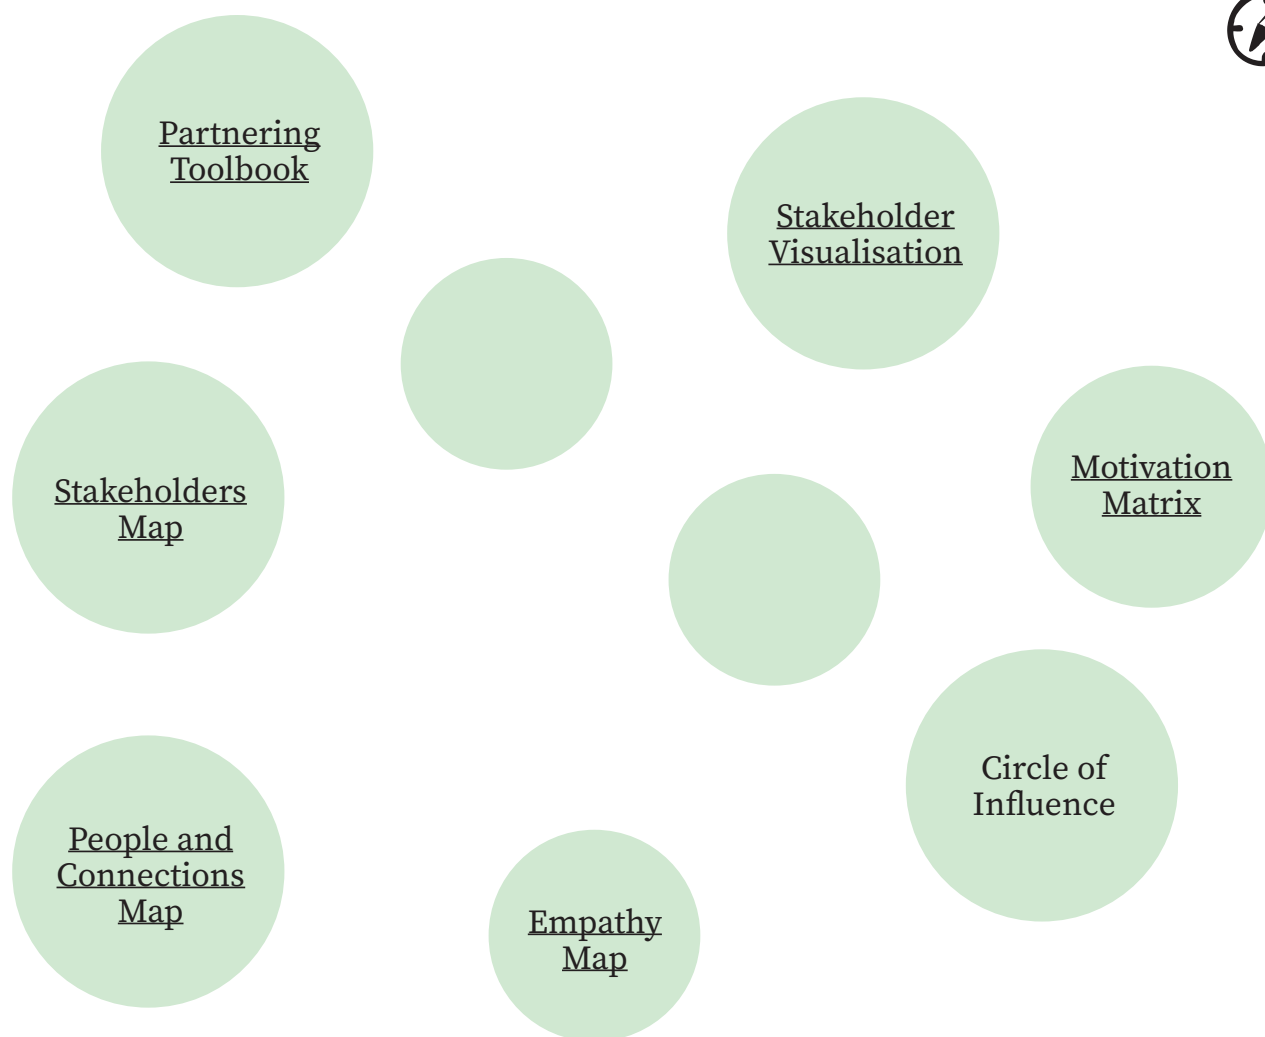 Partnering
Toolbook
Stakeholder
Visualisation
Stakeholders
Map
Motivation
Matrix
Circle of
Influence
People and
Connections
Map
Empathy
Map